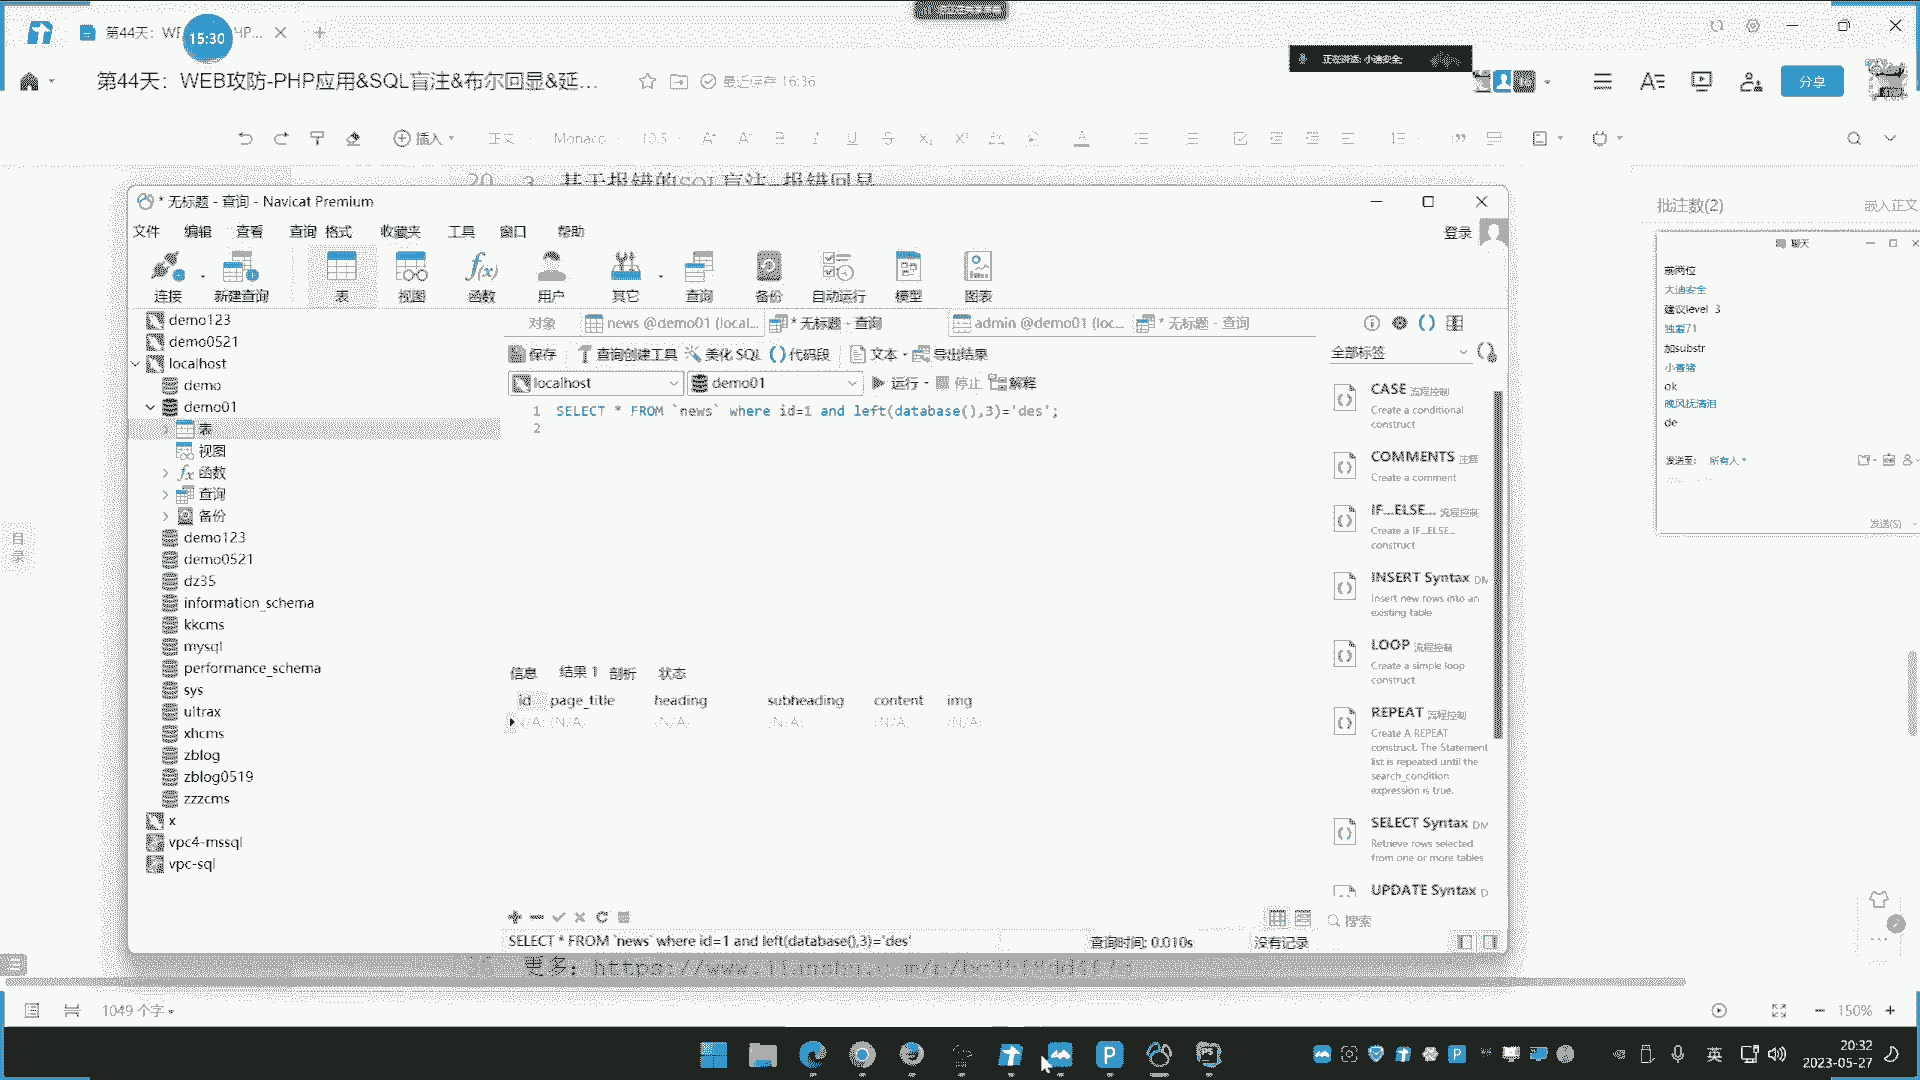 第44天：
15:30
第44天：WEB攻防-PHP应用&SQL盲注&布尔回显&延...
最近保存 16:36
正在讲话: 小迪安全;
分享
插入
正文
Monaco
10.5
20
3、基于报错的SQL盲注-报错回显
* 无标题 - 查询 - Navicat Premium
文件 编辑 查看 查询 格式 收藏夹 工具 窗口 帮助
登录
连接 新建查询 表 视图 函数 用户 其它 查询 备份 自动运行 模型 图表
demo123
demo0521
localhost
demo
demo01
表
视图
函数
查询
备份
demo123
demo0521
dz35
information_schema
kkcms
mysql
performance_schema
sys
ultrax
xhcms
zblog
zblog0519
zzzcms
x
vpc4-mssql
vpc-sql
对象 news @demo01 (local... * 无标题 - 查询 admin @demo01 (loc... * 无标题 - 查询
保存 查询创建工具 美化 SQL 代码段 文本 导出结果
localhost demo01 运行 停止 解释
1 SELECT * FROM `news` where id=1 and left(database(),3)='des';
2
信息 结果 1 剖析 状态
id page_title heading subheading content img
(N/A) (N/A) (N/A) (N/A) (N/A) (N/A)
SELECT * FROM `news` where id=1 and left(database(),3)='des'
查询时间: 0.010s
没有记录
全部标签
CASE 流程控制
Create a conditional
construct
COMMENTS 注释
Create a comment
IF...ELSE... 流程控制
Create a IF...ELSE...
construct
INSERT Syntax DM
Insert new rows into an
existing table
LOOP 流程控制
Create a simple loop
construct
REPEAT 流程控制
Create A REPEAT
construct. The Statement
list is repeated until the
search_condition
expression is true.
SELECT Syntax DM
Retrieve rows selected
from one or more tables
UPDATE Syntax D
搜索
批注数(2)
嵌入正文
聊天
前两位
大迪安全
建议level 3
独爱71
加substr
小香猪
ok
晚风抚清泪
de
发送至: 所有人
发送(S)
目
录
更多：
1049 个字
150%
英
20:32
2023-05-27